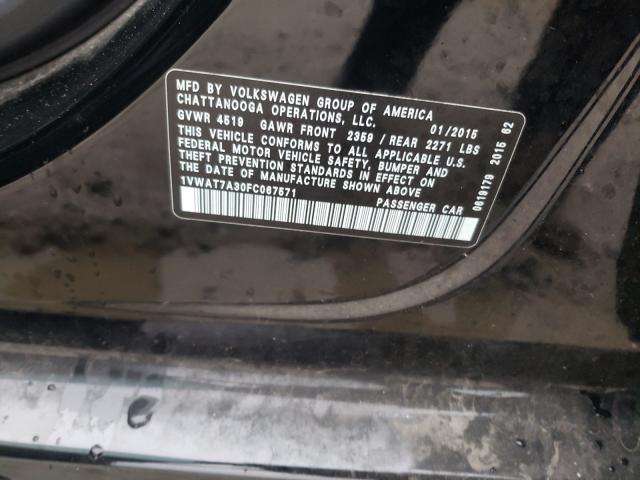 MFD BY VOLKSWAGEN GROUP OF AMERICA
CHATTANOOGA OPERATIONS, LLC. 01/2015
GVWR 4519 GAWR FRONT 2359 / REAR 2271 LBS
THIS VEHICLE CONFORMS TO ALL APPLICABLE U.S.
FEDERAL MOTOR VEHICLE SAFETY, BUMPER AND
THEFT PREVENTION STANDARDS IN EFFECT ON
THE DATE OF MANUFACTURE SHOWN ABOVE
1VWAT7A30FC067571 PASSENGER CAR
0619179 2015 62